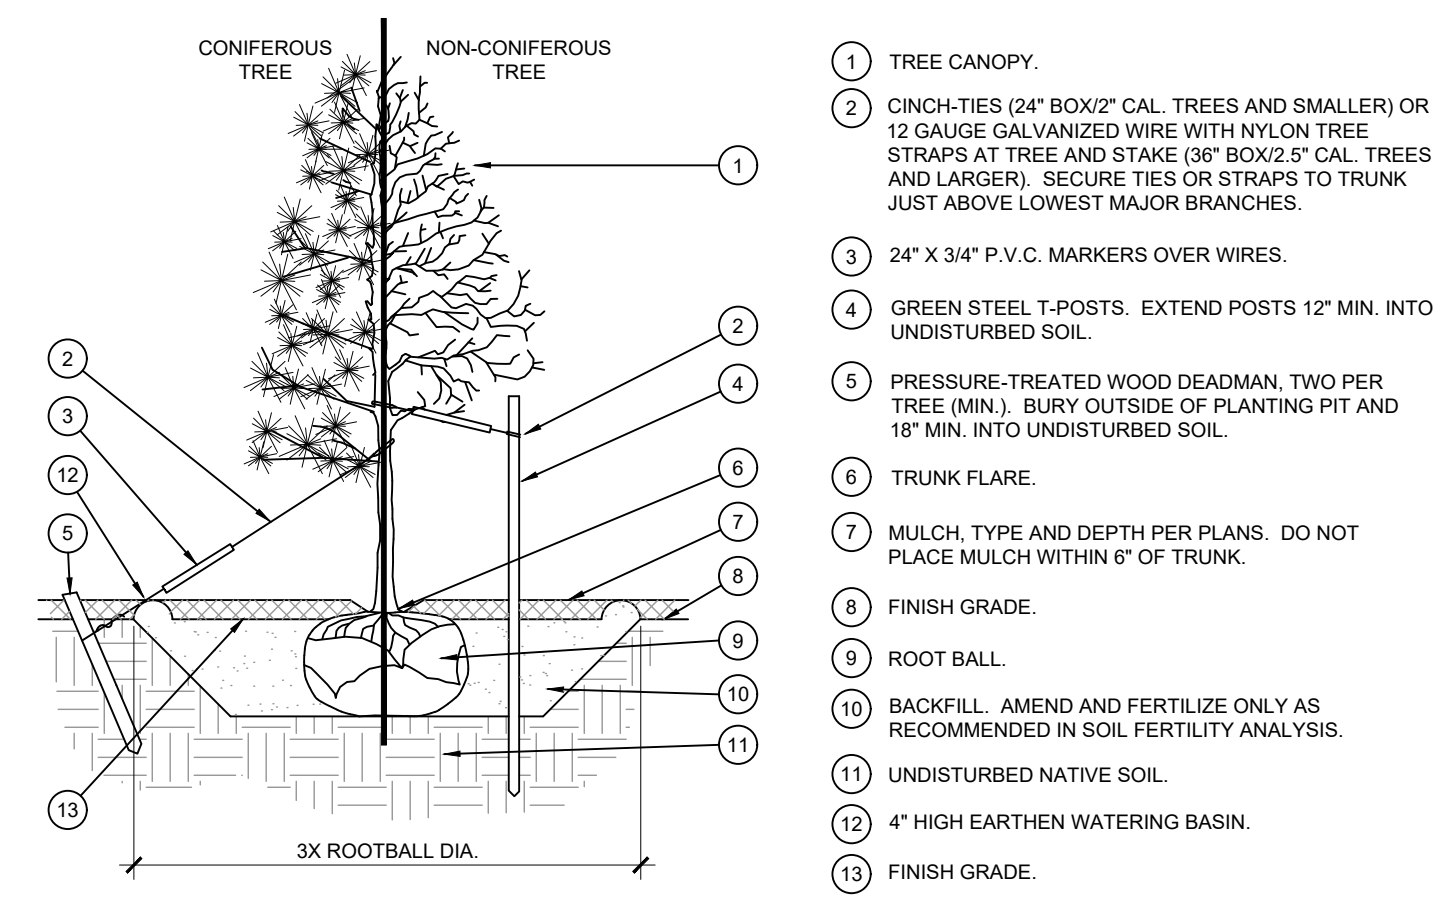 CONIFEROUS
TREE
NON-CONIFEROUS
TREE
1
2
4
6
7
8
9
10
11
2
3
12
5
13
3X ROOTBALL DIA.
1 TREE CANOPY.
2 CINCH-TIES (24" BOX/2" CAL. TREES AND SMALLER) OR
12 GAUGE GALVANIZED WIRE WITH NYLON TREE
STRAPS AT TREE AND STAKE (36" BOX/2.5" CAL. TREES
AND LARGER). SECURE TIES OR STRAPS TO TRUNK
JUST ABOVE LOWEST MAJOR BRANCHES.
3 24" X 3/4" P.V.C. MARKERS OVER WIRES.
4 GREEN STEEL T-POSTS. EXTEND POSTS 12" MIN. INTO
UNDISTURBED SOIL.
5 PRESSURE-TREATED WOOD DEADMAN, TWO PER
TREE (MIN.). BURY OUTSIDE OF PLANTING PIT AND
18" MIN. INTO UNDISTURBED SOIL.
6 TRUNK FLARE.
7 MULCH, TYPE AND DEPTH PER PLANS. DO NOT
PLACE MULCH WITHIN 6" OF TRUNK.
8 FINISH GRADE.
9 ROOT BALL.
10 BACKFILL. AMEND AND FERTILIZE ONLY AS
RECOMMENDED IN SOIL FERTILITY ANALYSIS.
11 UNDISTURBED NATIVE SOIL.
12 4" HIGH EARTHEN WATERING BASIN.
13 FINISH GRADE.